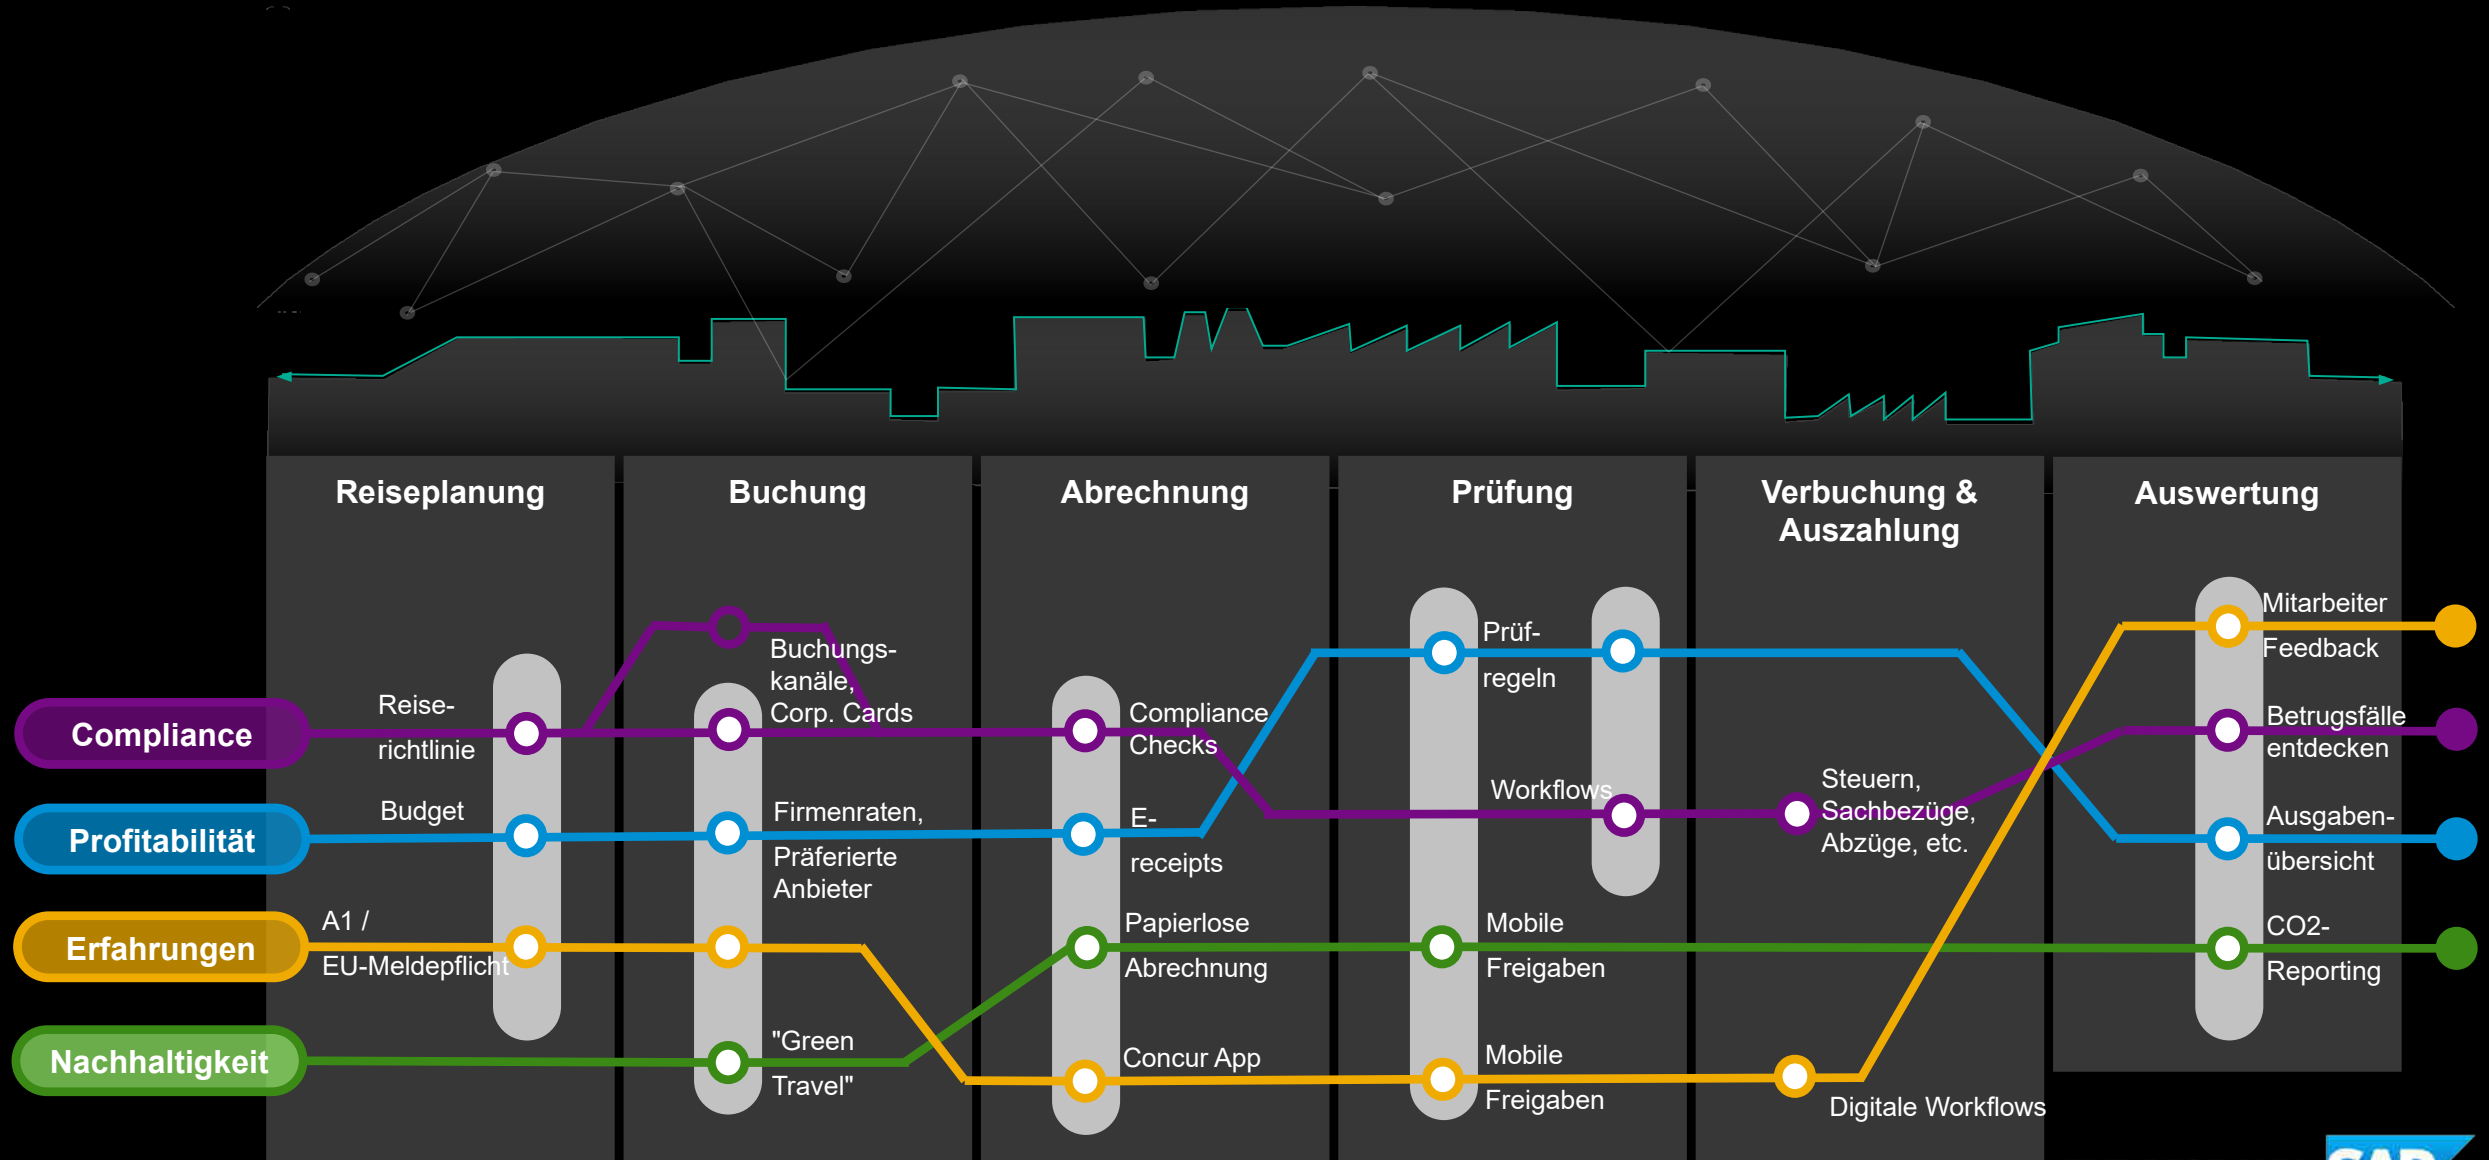 Reiseplanung
Buchung
Abrechnung
Prüfung
Verbuchung &
Auszahlung
Auswertung
Compliance
Reise-
richtlinie
Buchungs-
kanäle,
Corp. Cards
Compliance
Checks
Prüf-
regeln
Workflows
Steuern,
Sachbezüge,
Abzüge, etc.
Mitarbeiter
Feedback
Betrugsfälle
entdecken
Profitabilität
Budget
Firmenraten,
Präferierte
Anbieter
E-
receipts
Ausgaben-
übersicht
Erfahrungen
A1 /
EU-Meldepflicht
Papierlose
Abrechnung
Mobile
Freigaben
CO2-
Reporting
Nachhaltigkeit
"Green
Travel"
Concur App
Mobile
Freigaben
Digitale Workflows
SAP